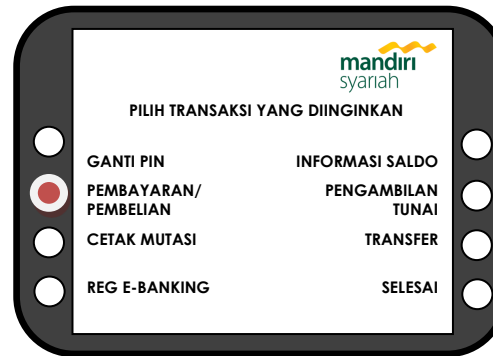 mandiri
syariah
PILIH TRANSAKSI YANG DIINGINKAN
GANTI PIN
INFORMASI SALDO
PEMBAYARAN/
PEMBELIAN
PENGAMBILAN
TUNAI
CETAK MUTASI
TRANSFER
REG E-BANKING
SELESAI